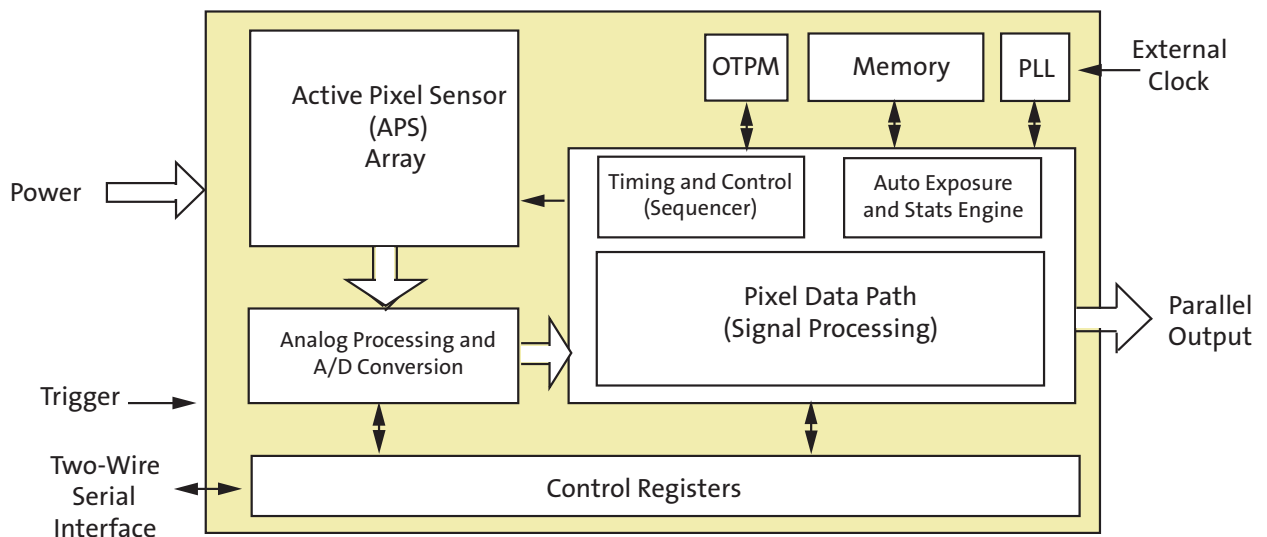 Active Pixel Sensor
(APS)
Array
OTPM
Memory
PLL
External
Clock
Power
Timing and Control
(Sequencer)
Auto Exposure
and Stats Engine
Pixel Data Path
(Signal Processing)
Parallel
Output
Analog Processing and
A/D Conversion
Trigger
Two-Wire
Serial
Interface
Control Registers